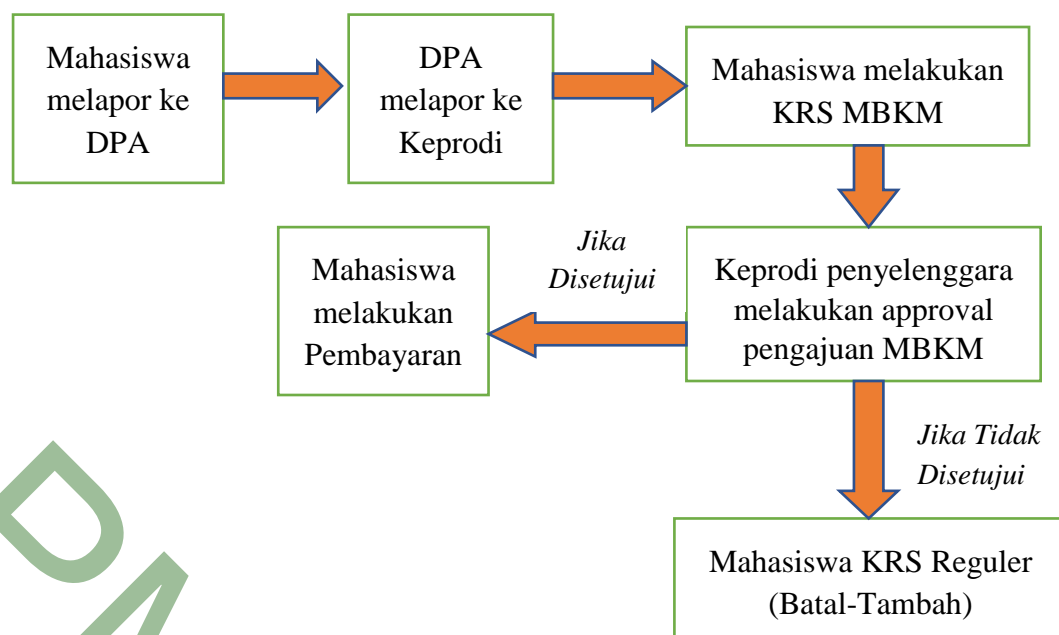 Mahasiswa
melapor ke
DPA
DPA
melapor ke
Keprodi
Mahasiswa melakukan
KRS MBKM
Keprodi penyelenggara
melakukan approval
pengajuan MBKM
Jika
Disetujui
Mahasiswa
melakukan
Pembayaran
Jika Tidak
Disetujui
Mahasiswa KRS Reguler
(Batal-Tambah)